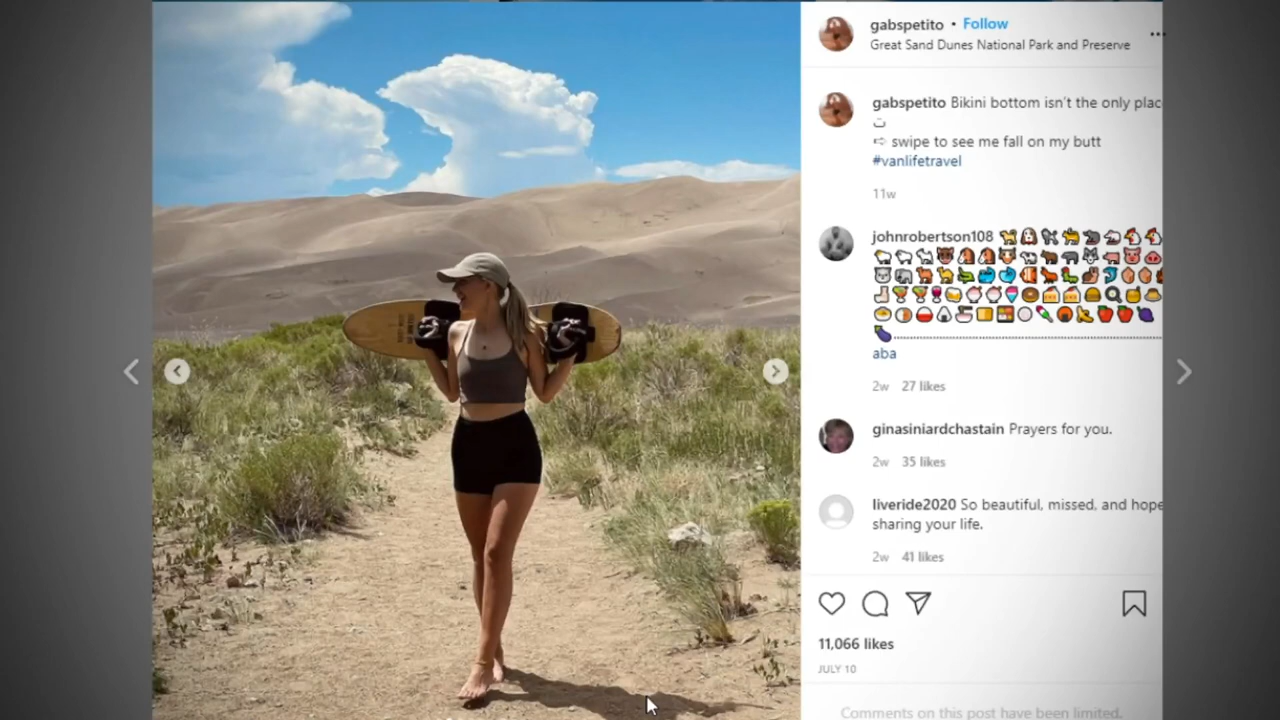 gabspetito • Follow
Great Sand Dunes National Park and Preserve
gabspetito Bikini bottom isn't the only plac
swipe to see me fall on my butt
#vanlifetravel
11w
johnrobertson108
aba
2w 27 likes
ginasiniardchastain Prayers for you.
2w 35 likes
liveride2020 So beautiful, missed, and hope
sharing your life.
2w 41 likes
11,066 likes
JULY 10
Comments on this post have been limited.